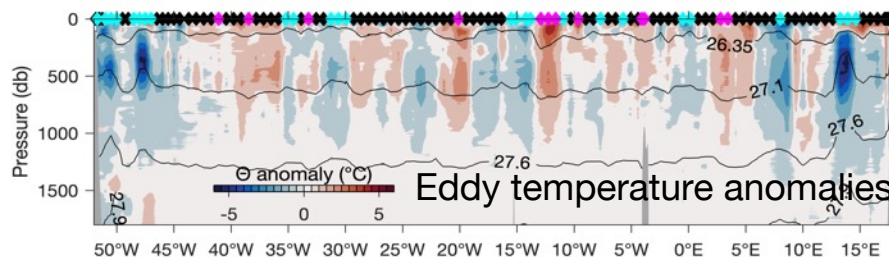 0
26.35
500
27.1
Pressure (db)
1000
27.6
27.6
Θ anomaly (°C)
Eddy temperature anomalies
1500
-5 0 5
27.9
50°W 45°W 40°W 35°W 30°W 25°W 20°W 15°W 10°W 5°W 0°E 5°E 10°E 15°E